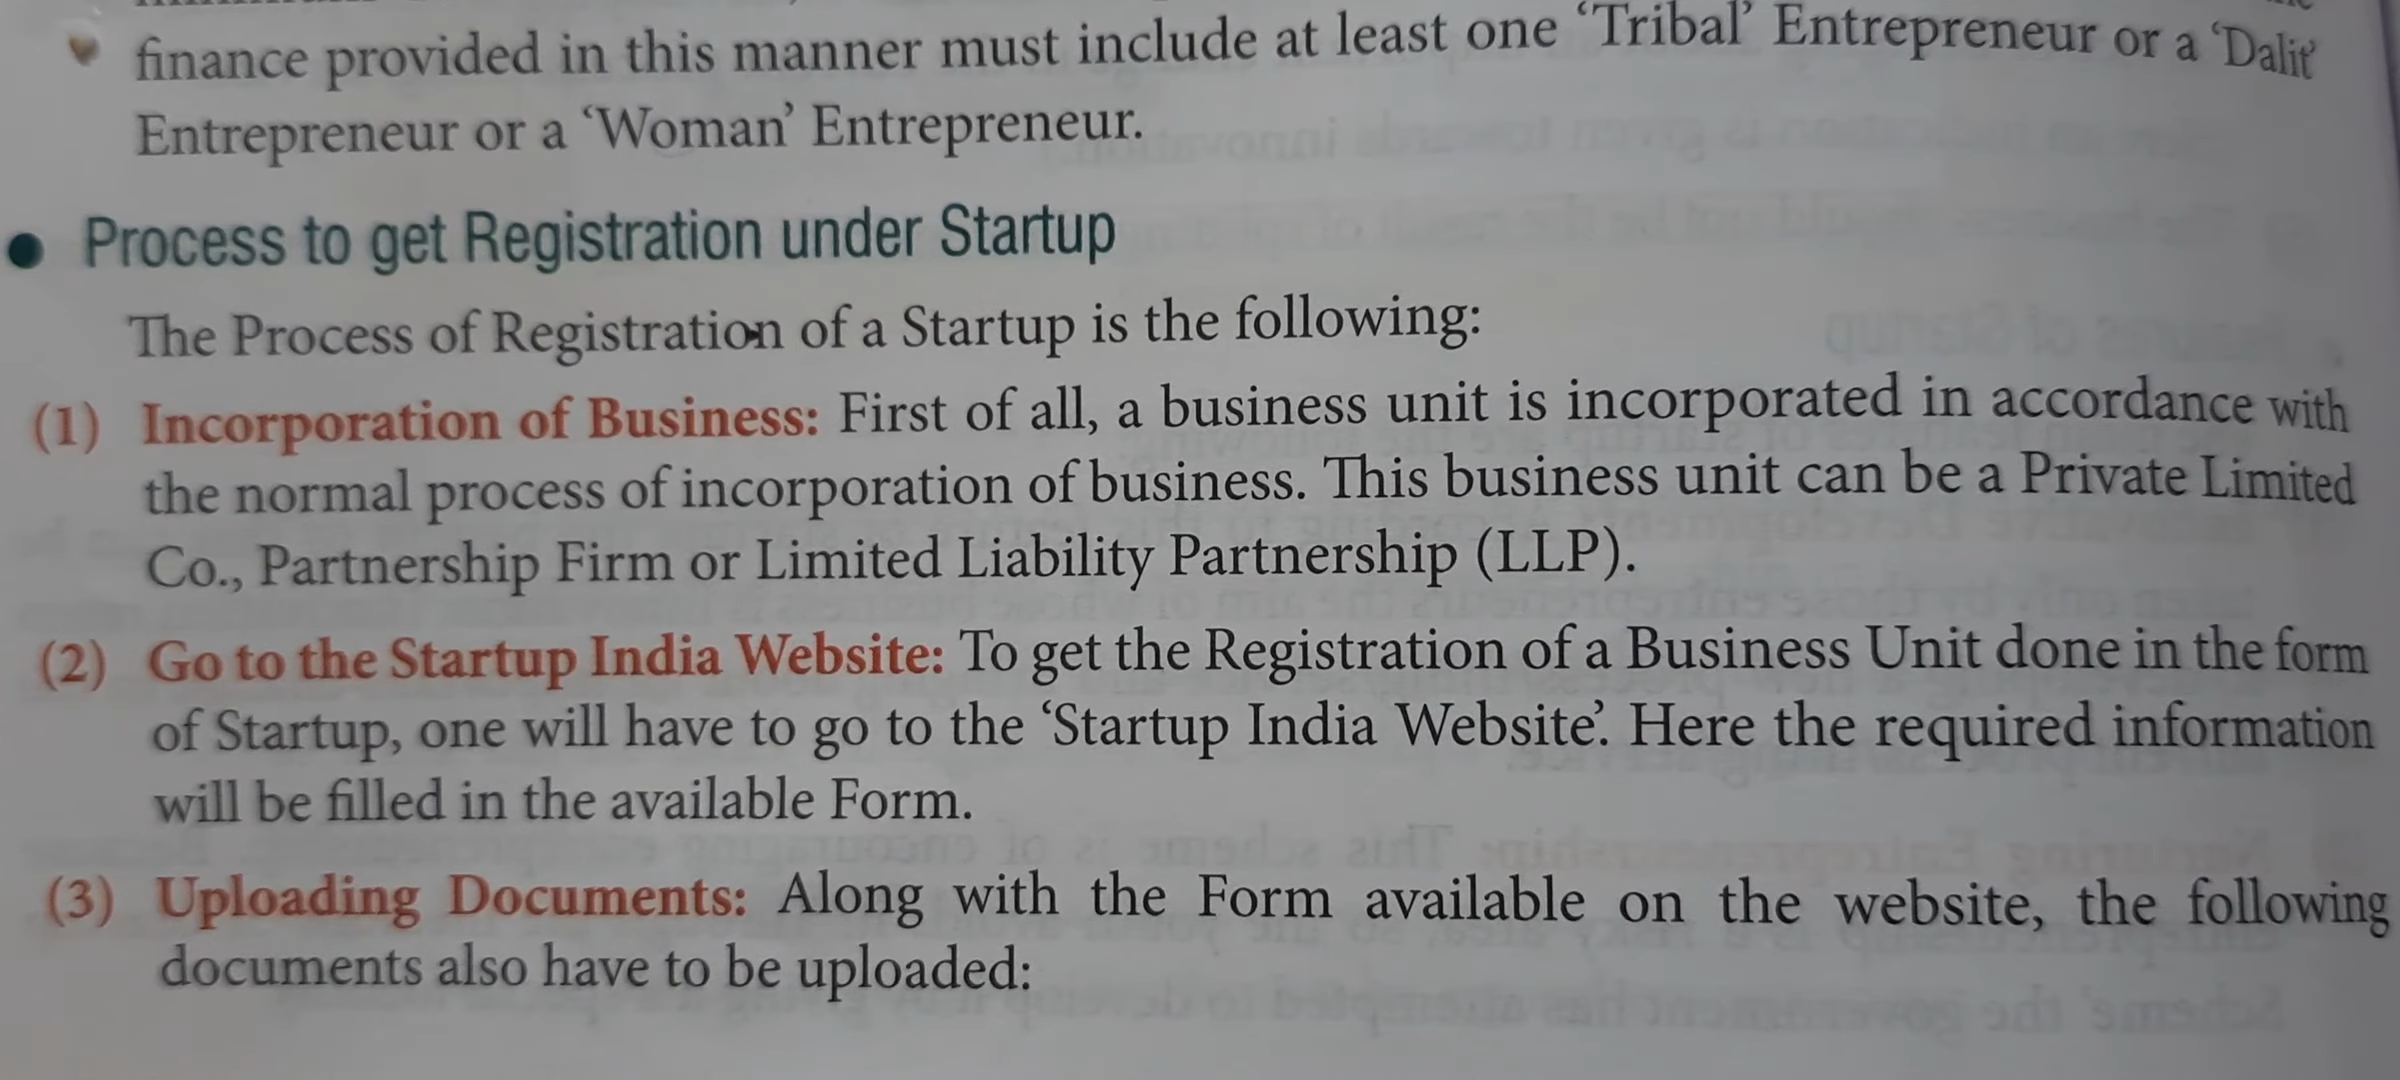 finance provided in this manner must include at least one ‘Tribal’ Entrepreneur or a ‘Dalit’
Entrepreneur or a ‘Woman’ Entrepreneur.
● Process to get Registration under Startup
The Process of Registration of a Startup is the following:
(1) Incorporation of Business: First of all, a business unit is incorporated in accordance with
the normal process of incorporation of business. This business unit can be a Private Limited
Co., Partnership Firm or Limited Liability Partnership (LLP).
(2) Go to the Startup India Website: To get the Registration of a Business Unit done in the form
of Startup, one will have to go to the ‘Startup India Website’. Here the required information
will be filled in the available Form.
(3) Uploading Documents: Along with the Form available on the website, the following
documents also have to be uploaded: